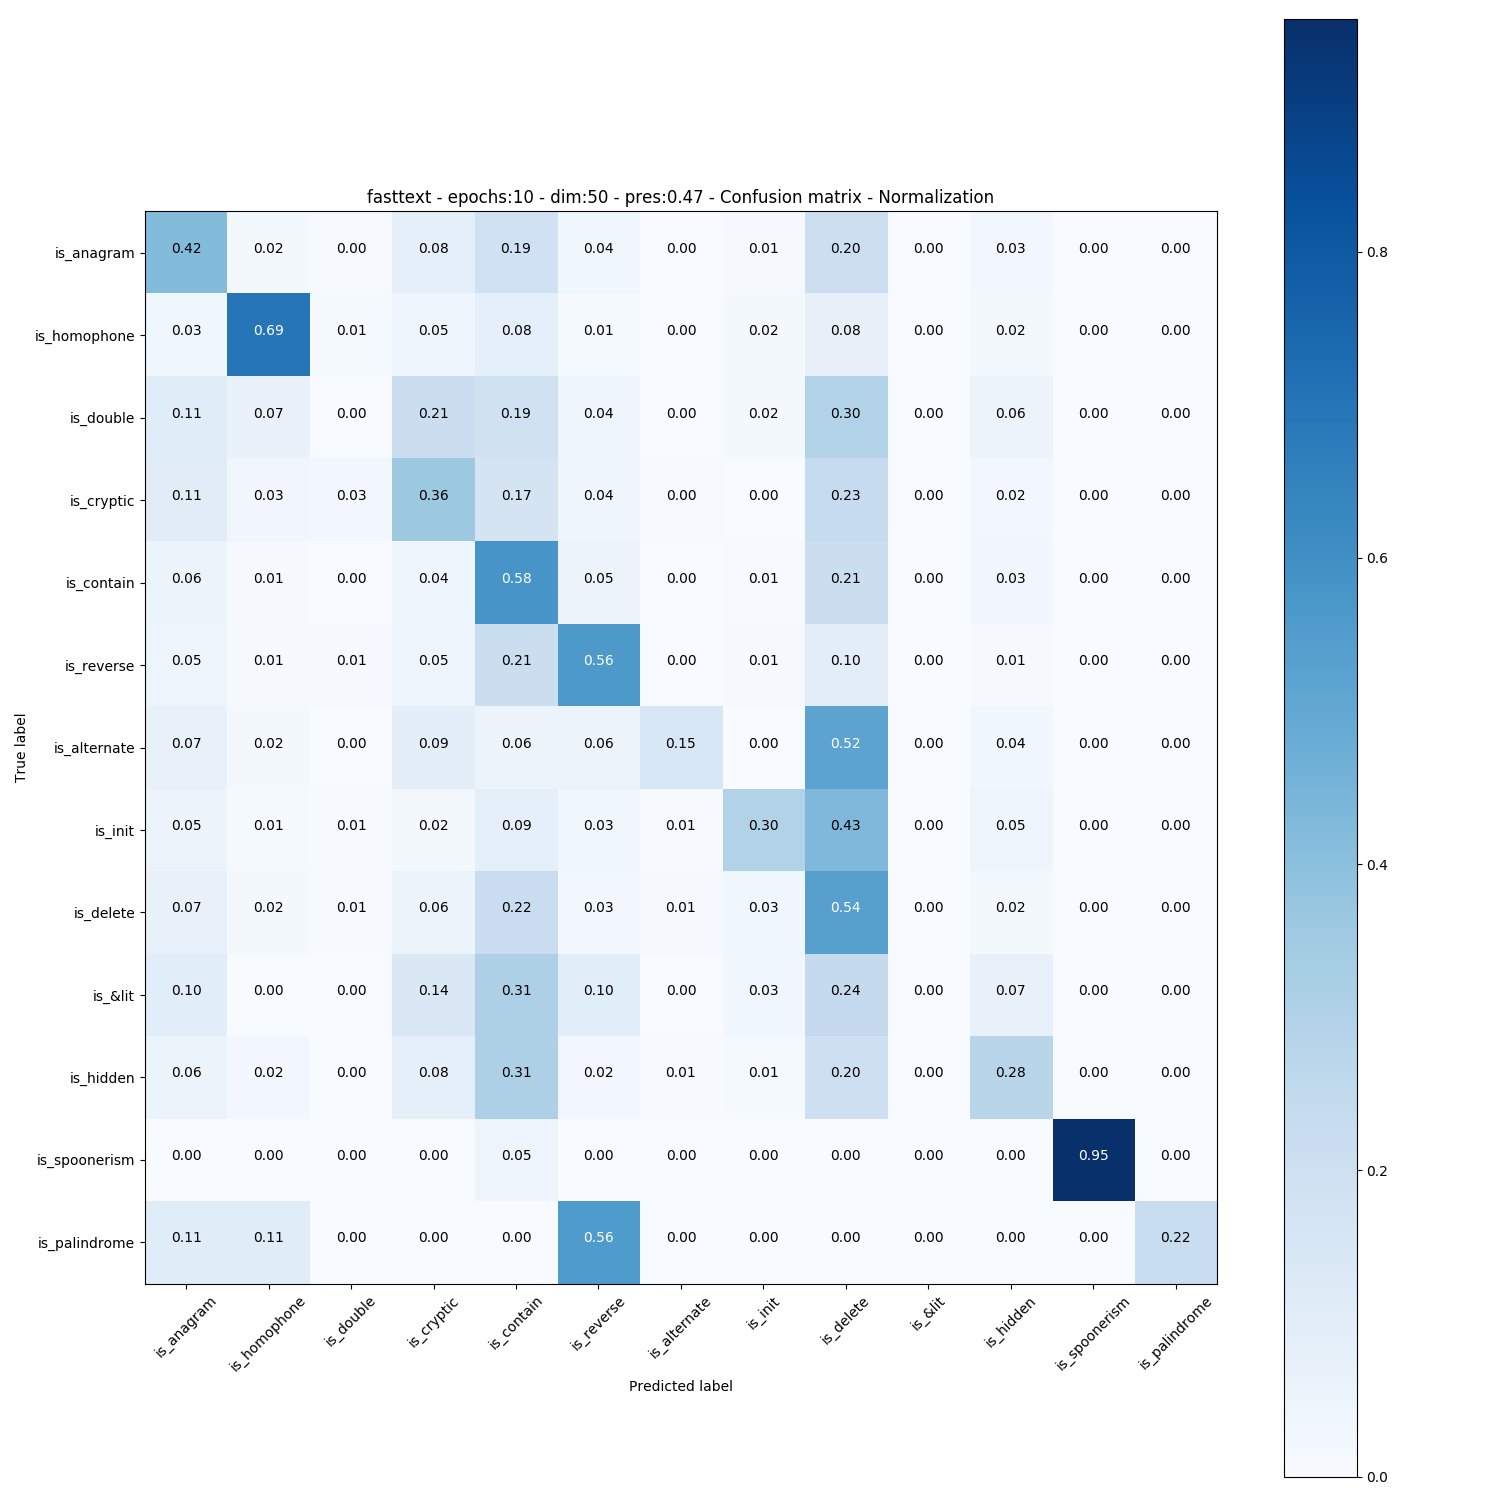 fasttext - epochs:10 - dim:50 - pres:0.47 - Confusion matrix - Normalization
is_anagram 0.42 0.02 0.00 0.08 0.19 0.04 0.00 0.01 0.20 0.00 0.03 0.00 0.00
is_homophone 0.03 0.69 0.01 0.05 0.08 0.01 0.00 0.02 0.08 0.00 0.02 0.00 0.00
is_double 0.11 0.07 0.00 0.21 0.19 0.04 0.00 0.02 0.30 0.00 0.06 0.00 0.00
is_cryptic 0.11 0.03 0.03 0.36 0.17 0.04 0.00 0.00 0.23 0.00 0.02 0.00 0.00
is_contain 0.06 0.01 0.00 0.04 0.58 0.05 0.00 0.01 0.21 0.00 0.03 0.00 0.00
is_reverse 0.05 0.01 0.01 0.05 0.21 0.56 0.00 0.01 0.10 0.00 0.01 0.00 0.00
is_alternate 0.07 0.02 0.00 0.09 0.06 0.06 0.15 0.00 0.52 0.00 0.04 0.00 0.00
is_init 0.05 0.01 0.01 0.02 0.09 0.03 0.01 0.30 0.43 0.00 0.05 0.00 0.00
is_delete 0.07 0.02 0.01 0.06 0.22 0.03 0.01 0.03 0.54 0.00 0.02 0.00 0.00
is_&lit 0.10 0.00 0.00 0.14 0.31 0.10 0.00 0.03 0.24 0.00 0.07 0.00 0.00
is_hidden 0.06 0.02 0.00 0.08 0.31 0.02 0.01 0.01 0.20 0.00 0.28 0.00 0.00
is_spoonerism 0.00 0.00 0.00 0.00 0.05 0.00 0.00 0.00 0.00 0.00 0.00 0.95 0.00
is_palindrome 0.11 0.11 0.00 0.00 0.00 0.56 0.00 0.00 0.00 0.00 0.00 0.00 0.22
True label
is_anagram is_homophone is_double is_cryptic is_contain is_reverse is_alternate is_init is_delete is_&lit is_hidden is_spoonerism is_palindrome
Predicted label
0.8
0.6
0.4
0.2
0.0